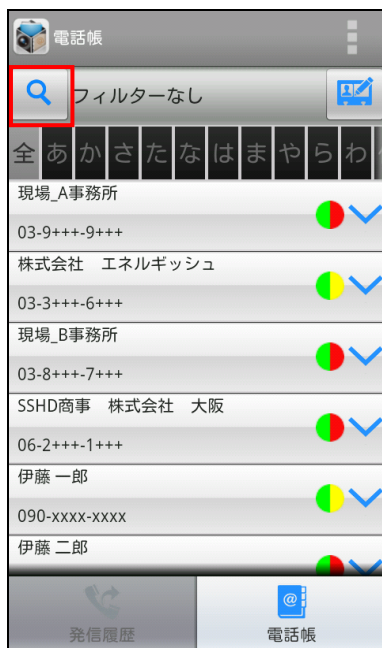 電話帳
フィルターなし
全 あ か さ た な は ま や ら わ
現場_A事務所
03-9+++-9+++
株式会社　エネルギッシュ
03-3+++-6+++
現場_B事務所
03-8+++-7+++
SSHD商事　株式会社　大阪
06-2+++-1+++
伊藤 一郎
090-xxxx-xxxx
伊藤 二郎
発信履歴 電話帳